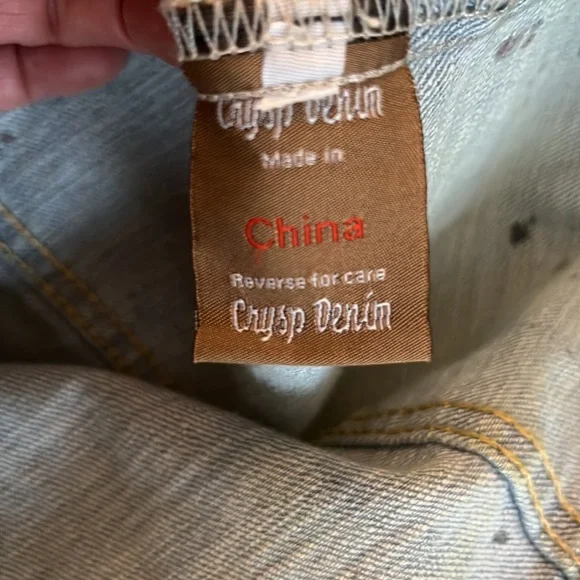 Crysp Denim
Made in
China
Reverse for care
Crysp Denim